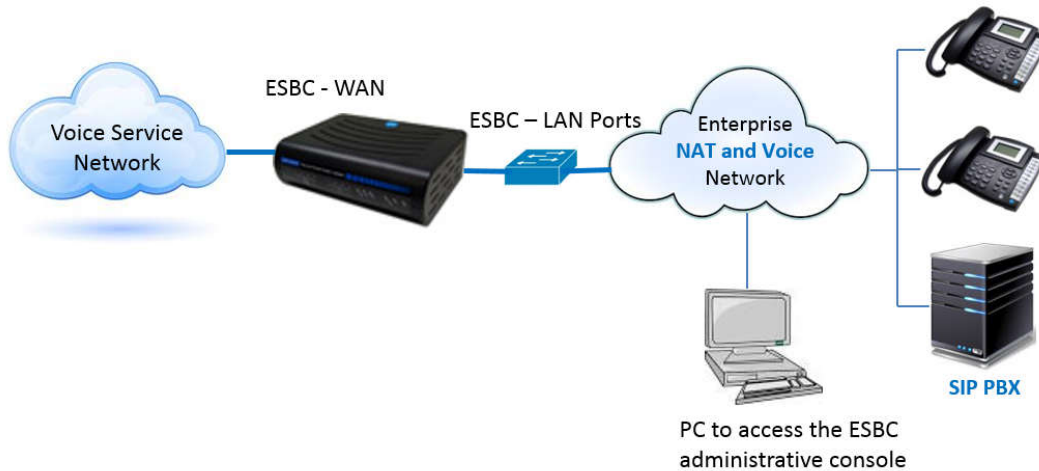 Voice Service
Network
ESBC - WAN
ESBC – LAN Ports
Enterprise
NAT and Voice
Network
SIP PBX
PC to access the ESBC
administrative console